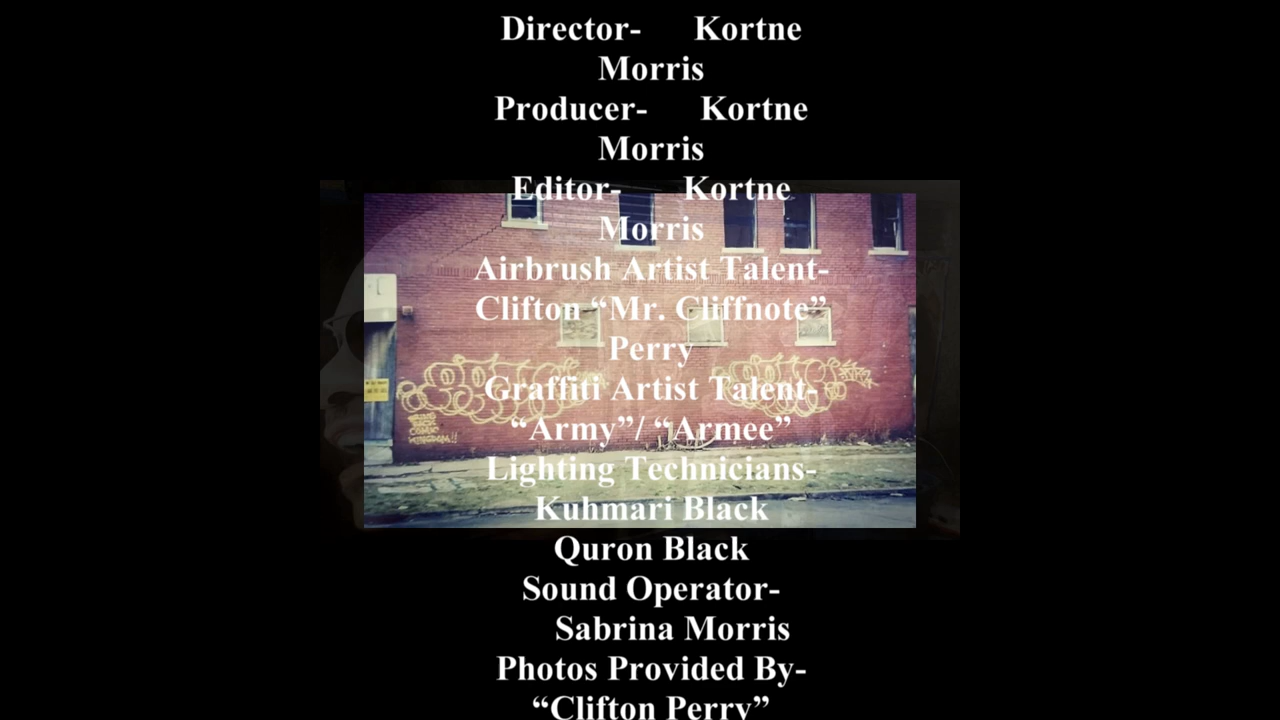 Director- Kortne
Morris
Producer- Kortne
Morris
Editor- Kortne
Morris
Airbrush Artist Talent-
Clifton “Mr. Cliffnote”
Perry
Graffiti Artist Talent-
“Army”/ “Armee”
Lighting Technicians-
Kuhmari Black
Quron Black
Sound Operator-
Sabrina Morris
Photos Provided By-
“Clifton Perry”